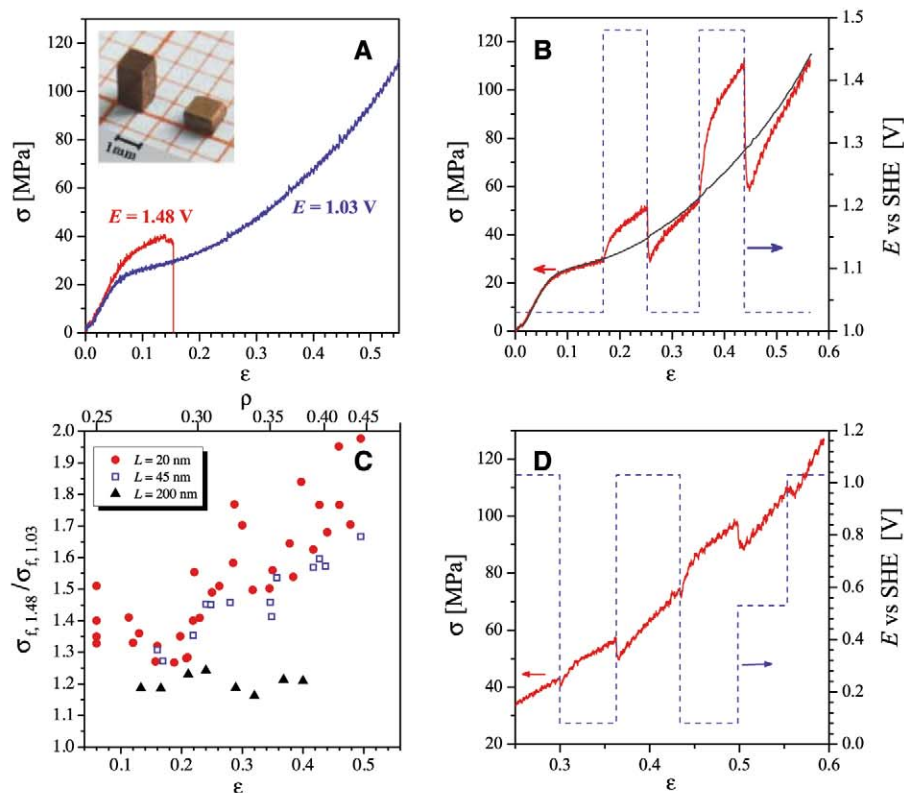 A
σ [MPa]
120
100
80
60
40
20
0
1mm
E = 1.48 V
E = 1.03 V
0.0 0.1 0.2 0.3 0.4 0.5
ε
B
σ [MPa]
120
100
80
60
40
20
0
1.5
1.4
1.3
1.2
1.1
1.0
E vs SHE [V]
0.0 0.1 0.2 0.3 0.4 0.5 0.6
ε
ρ
0.25 0.30 0.35 0.40 0.45
C
σf, 1.48 /σf, 1.03
2.0
1.9
1.8
1.7
1.6
1.5
1.4
1.3
1.2
1.1
1.0
L = 20 nm
L = 45 nm
L = 200 nm
0.1 0.2 0.3 0.4 0.5
ε
D
σ [MPa]
120
100
80
60
40
20
1.2
1.0
0.8
0.6
0.4
0.2
0.0
E vs SHE [V]
0.3 0.4 0.5 0.6
ε